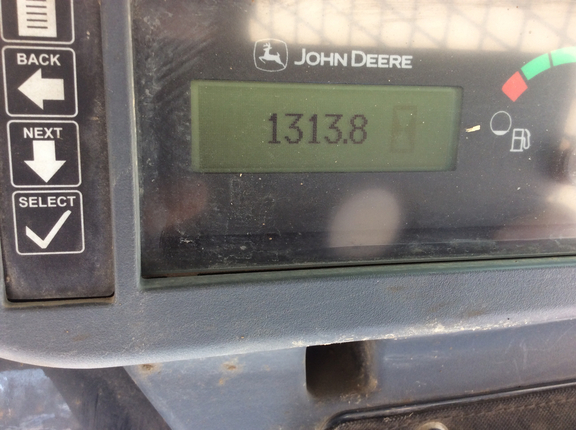 BACK
JOHN DEERE
1313.8
NEXT
SELECT